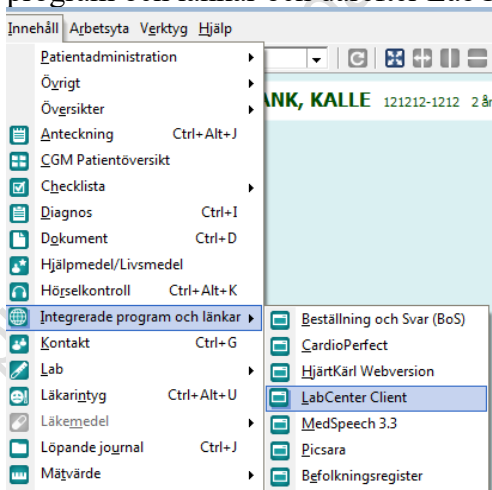 Innehåll Arbetsyta Verktyg Hjälp
Patientadministration
Övrigt
Översikter
ANK, KALLE 121212-1212 2 år
Anteckning Ctrl+Alt+J
CGM Patientöversikt
Checklista
Diagnos Ctrl+I
Dokument Ctrl+D
Hjälpmedel/Livsmedel
Hörselkontroll Ctrl+Alt+K
Integrerade program och länkar
Kontakt Ctrl+G
Lab
Läkarintyg Ctrl+Alt+U
Läkemedel
Löpande journal Ctrl+J
Mätvärde
Beställning och Svar (BoS)
CardioPerfect
HjärtKärl Webversion
LabCenter Client
MedSpeech 3.3
Picsara
Befolkningsregister